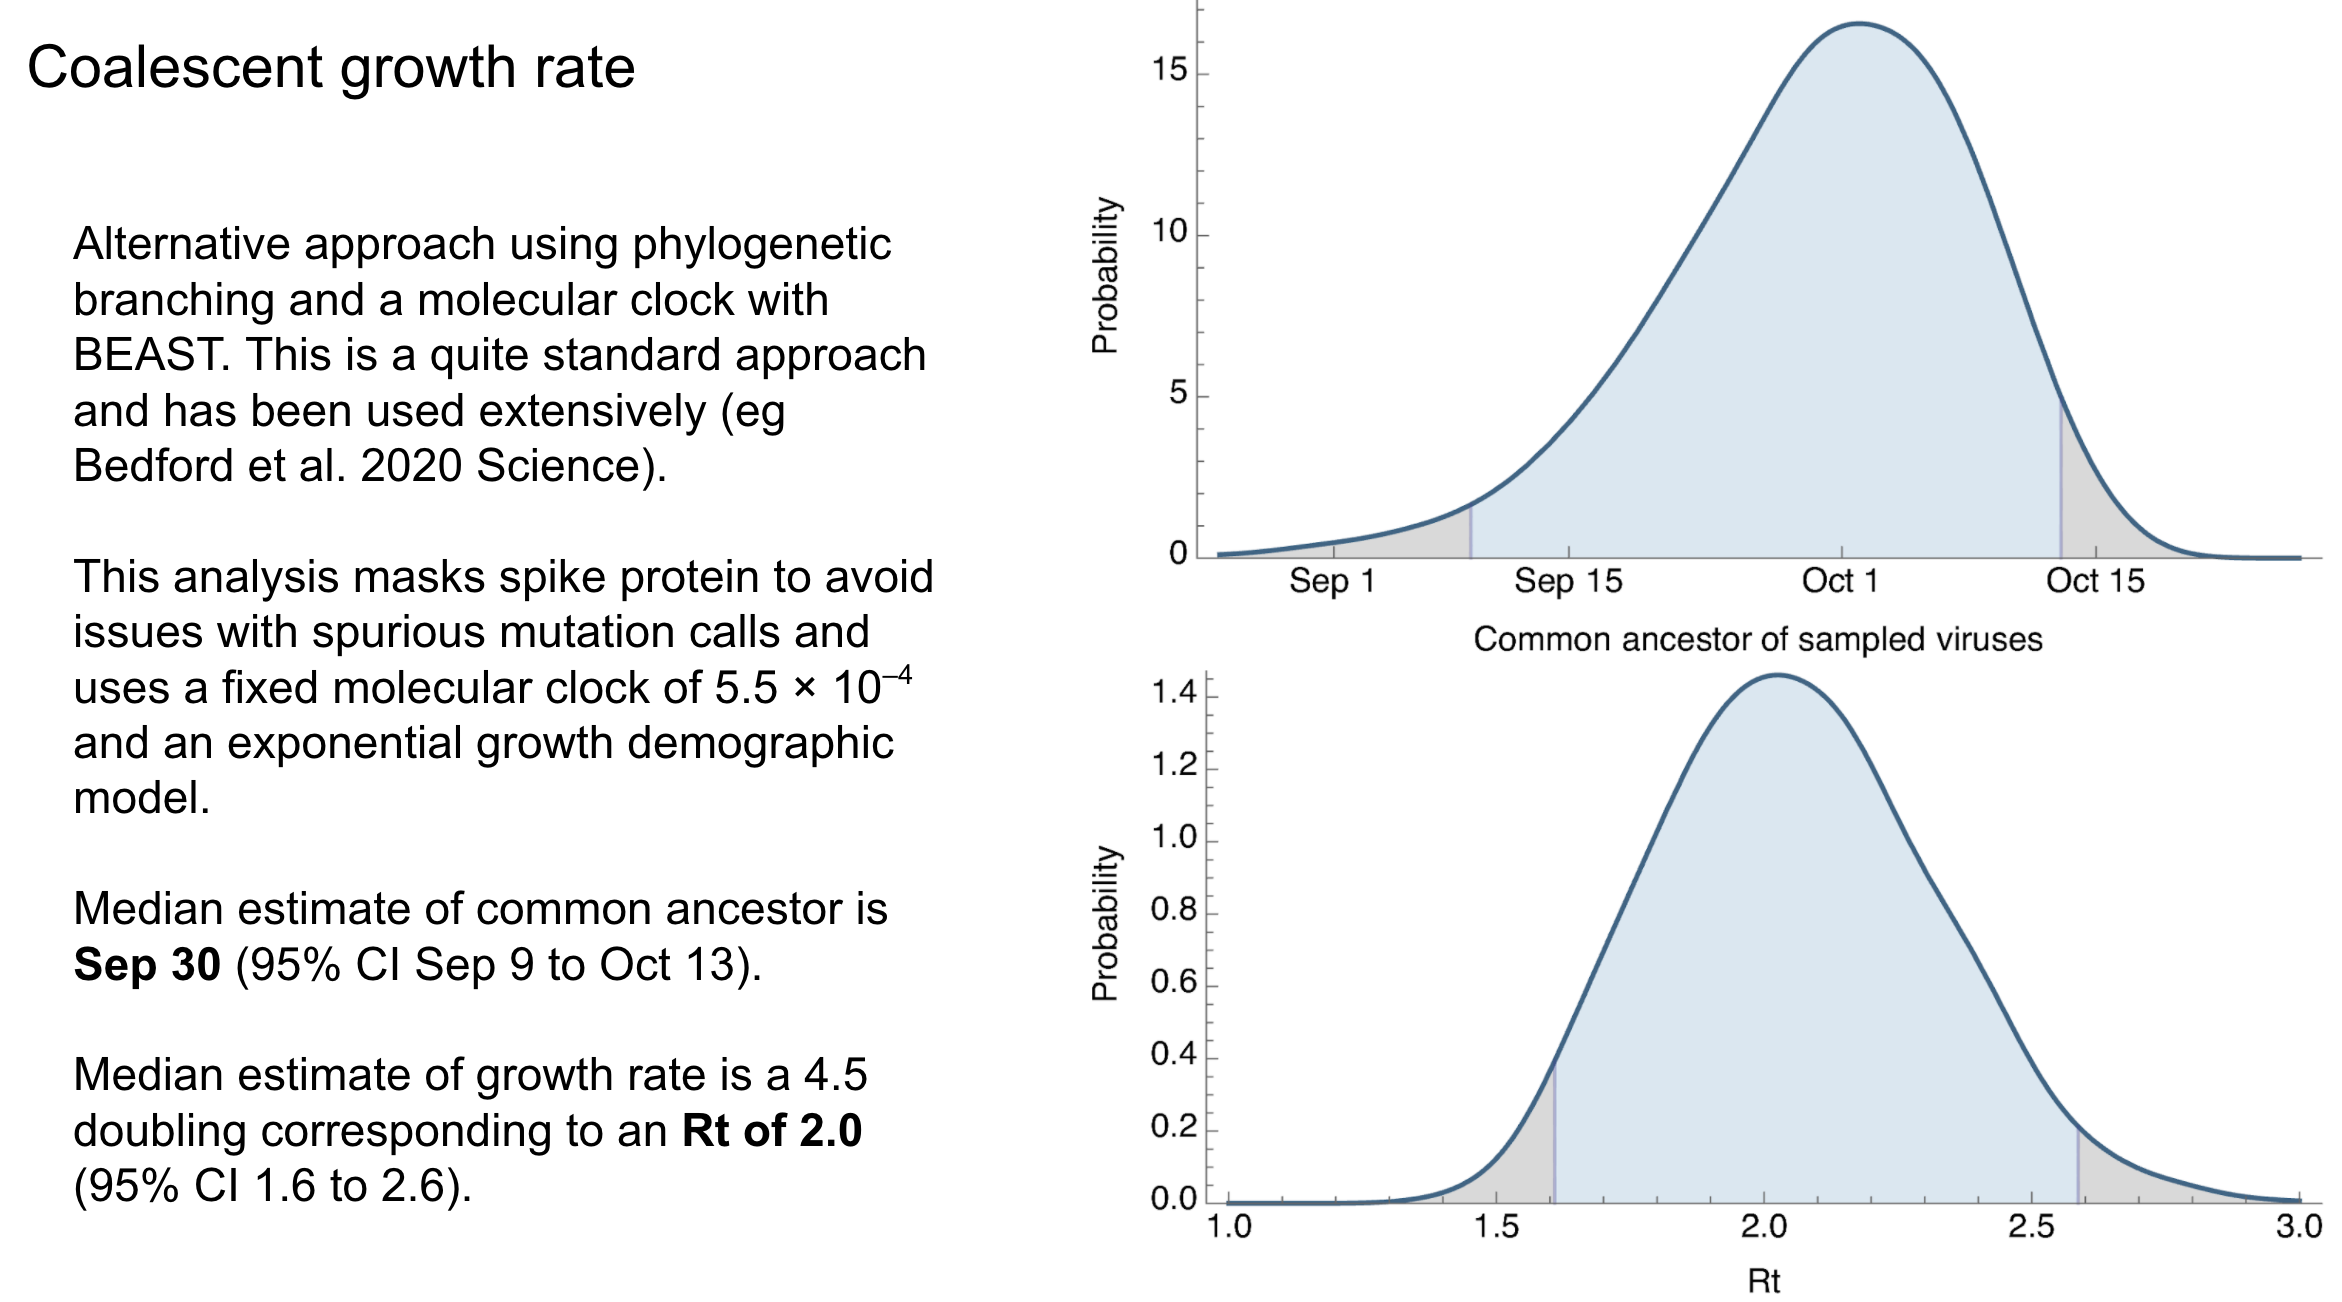 Coalescent growth rate
Alternative approach using phylogenetic
branching and a molecular clock with
BEAST. This is a quite standard approach
and has been used extensively (eg
Bedford et al. 2020 Science).
This analysis masks spike protein to avoid
issues with spurious mutation calls and
uses a fixed molecular clock of 5.5 × 10⁻⁴
and an exponential growth demographic
model.
Median estimate of common ancestor is
Sep 30 (95% CI Sep 9 to Oct 13).
Median estimate of growth rate is a 4.5
doubling corresponding to an Rt of 2.0
(95% CI 1.6 to 2.6).
15
10
5
0
Probability
Sep 1 Sep 15 Oct 1 Oct 15
Common ancestor of sampled viruses
1.4
1.2
1.0
0.8
0.6
0.4
0.2
0.0
Probability
1.0 1.5 2.0 2.5 3.0
Rt